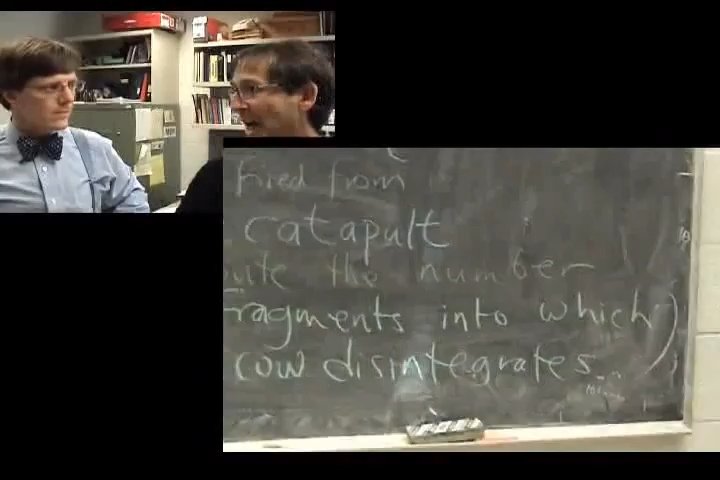 fired from
catapult
the number
fragments into which)
cow disintegrates...